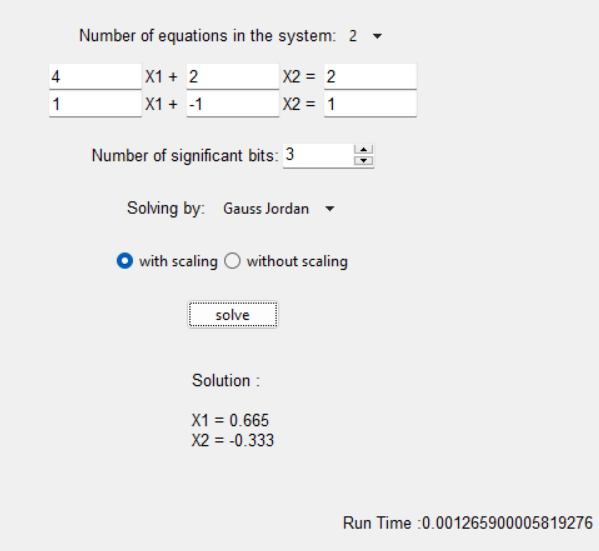 Number of equations in the system: 2
4 X1 + 2 X2 = 2
1 X1 + -1 X2 = 1
Number of significant bits: 3
Solving by: Gauss Jordan
with scaling without scaling
solve
Solution :
X1 = 0.665
X2 = -0.333
Run Time :0.001265900005819276